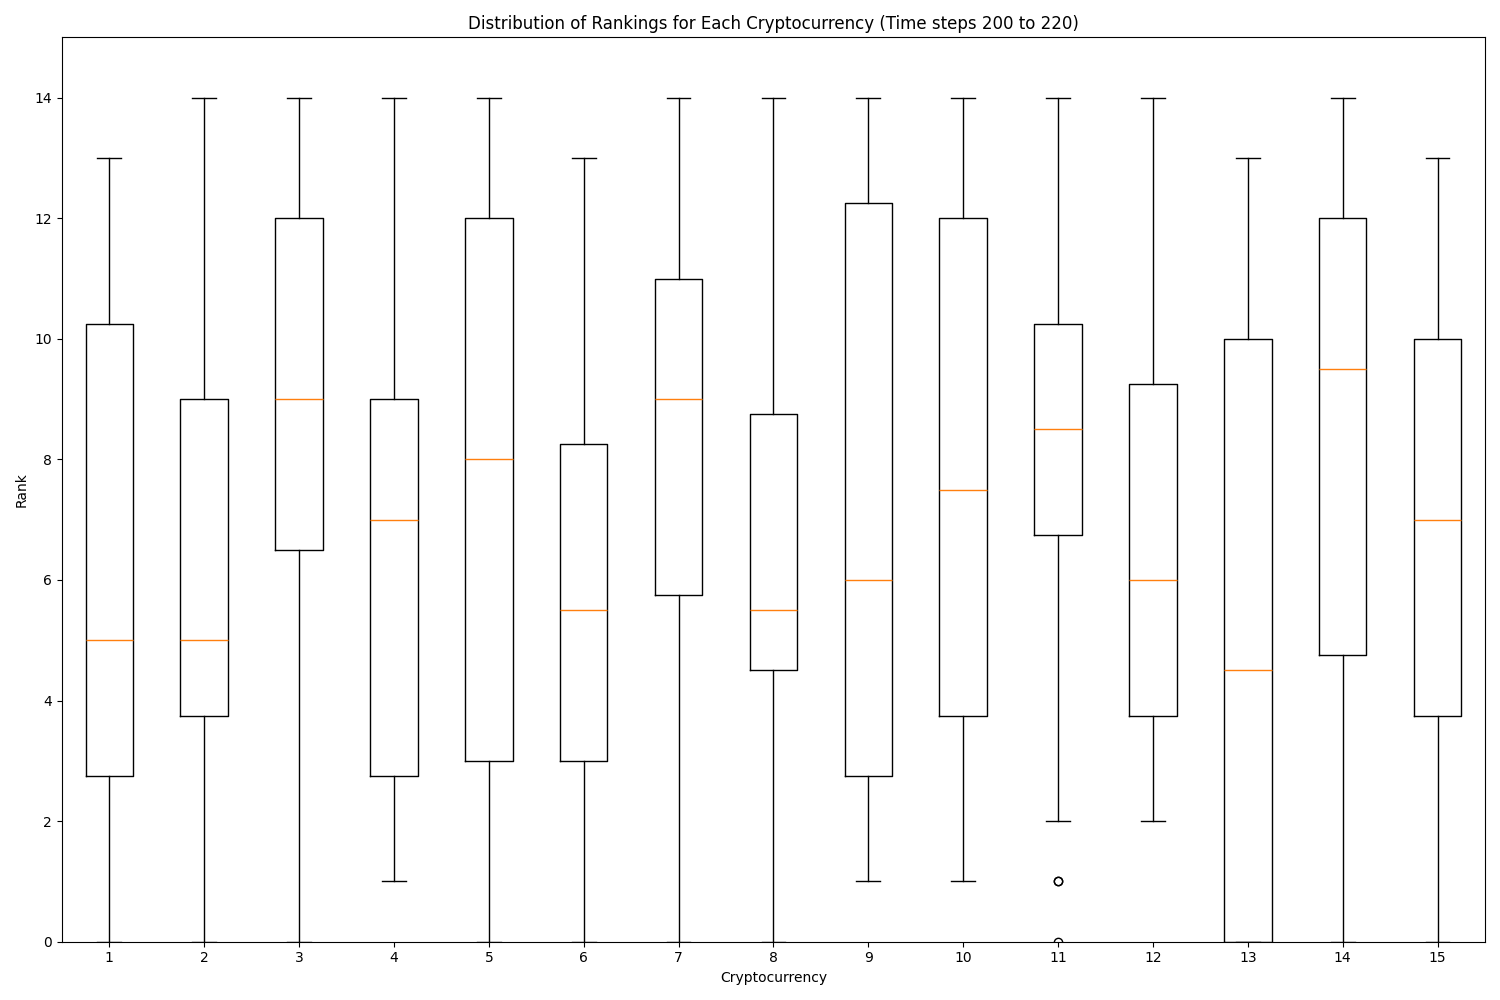 Distribution of Rankings for Each Cryptocurrency (Time steps 200 to 220)
14
12
10
8
6
4
2
0
Rank
1 2 3 4 5 6 7 8 9 10 11 12 13 14 15
Cryptocurrency